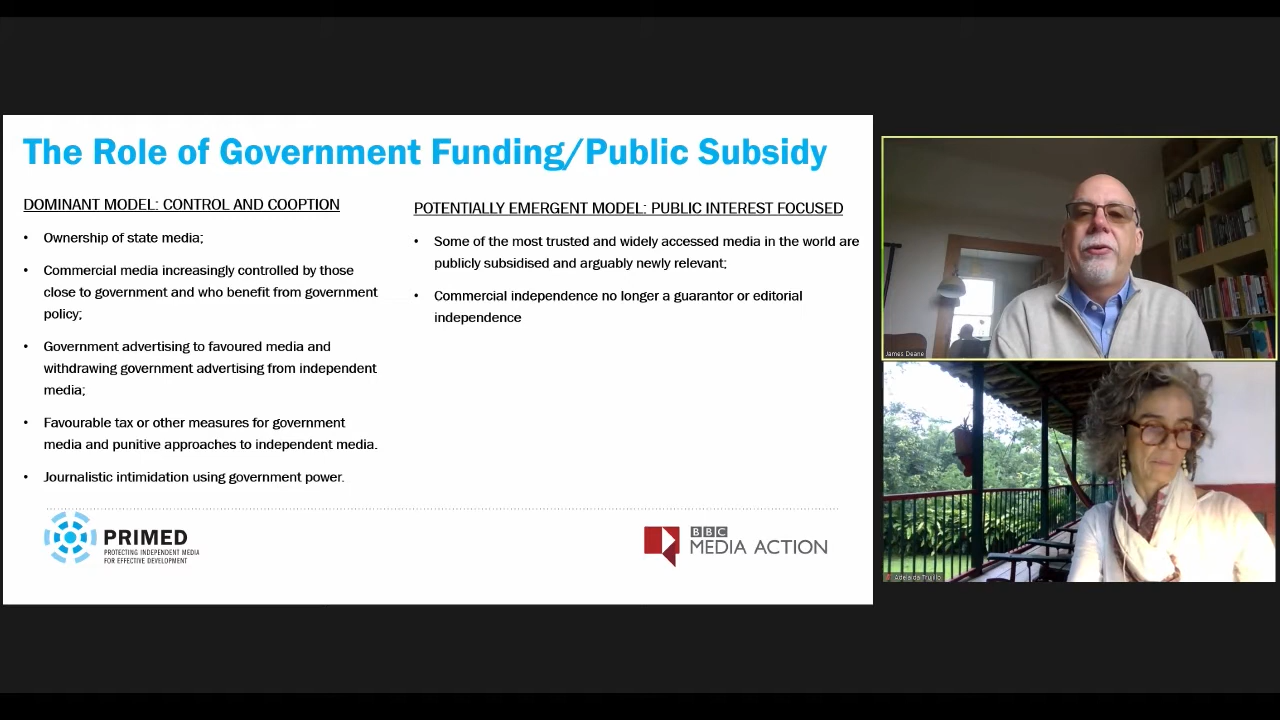 The Role of Government Funding/Public Subsidy
DOMINANT MODEL: CONTROL AND COOPTION
• Ownership of state media;
• Commercial media increasingly controlled by those
close to government and who benefit from government
policy;
• Government advertising to favoured media and
withdrawing government advertising from independent
media;
• Favourable tax or other measures for government
media and punitive approaches to independent media.
• Journalistic intimidation using government power.
POTENTIALLY EMERGENT MODEL: PUBLIC INTEREST FOCUSED
• Some of the most trusted and widely accessed media in the world are
publicly subsidised and arguably newly relevant;
• Commercial independence no longer a guarantor or editorial
independence
PRIMED
PROTECTING INDEPENDENT MEDIA
FOR EFFECTIVE DEVELOPMENT
BBC
MEDIA ACTION
James Deane
Adelaida Trujillo